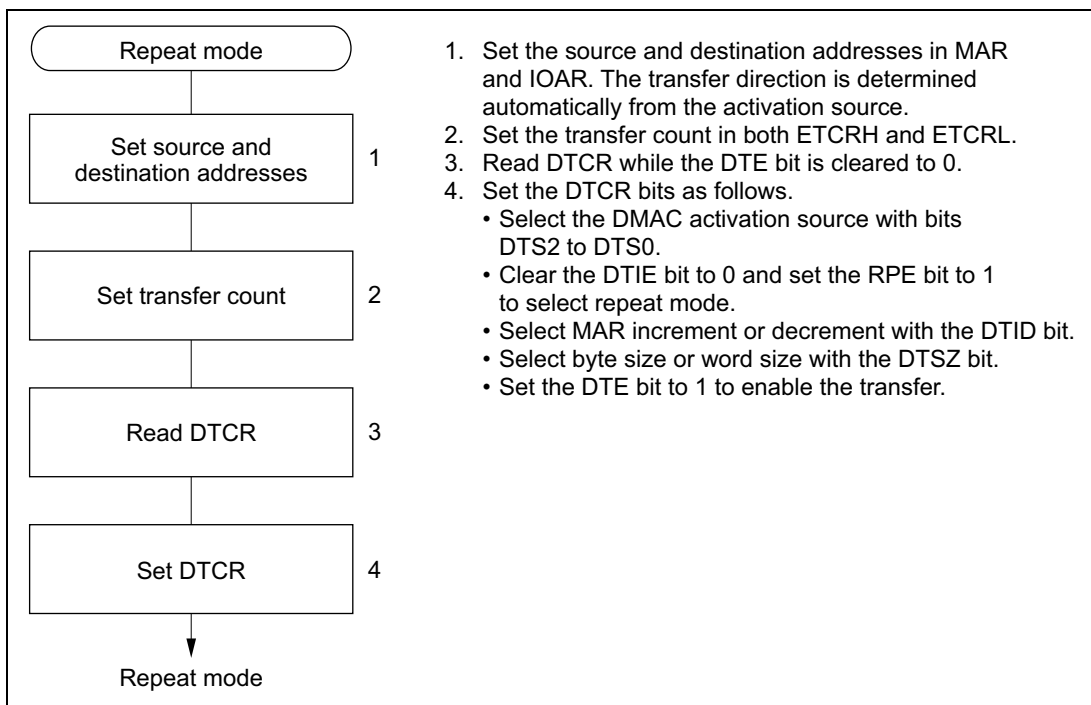 Repeat mode
Set source and
destination addresses
1
Set transfer count
2
Read DTCR
3
Set DTCR
4
Repeat mode
1. Set the source and destination addresses in MAR
and IOAR. The transfer direction is determined
automatically from the activation source.
2. Set the transfer count in both ETCRH and ETCRL.
3. Read DTCR while the DTE bit is cleared to 0.
4. Set the DTCR bits as follows.
• Select the DMAC activation source with bits
DTS2 to DTS0.
• Clear the DTIE bit to 0 and set the RPE bit to 1
to select repeat mode.
• Select MAR increment or decrement with the DTID bit.
• Select byte size or word size with the DTSZ bit.
• Set the DTE bit to 1 to enable the transfer.